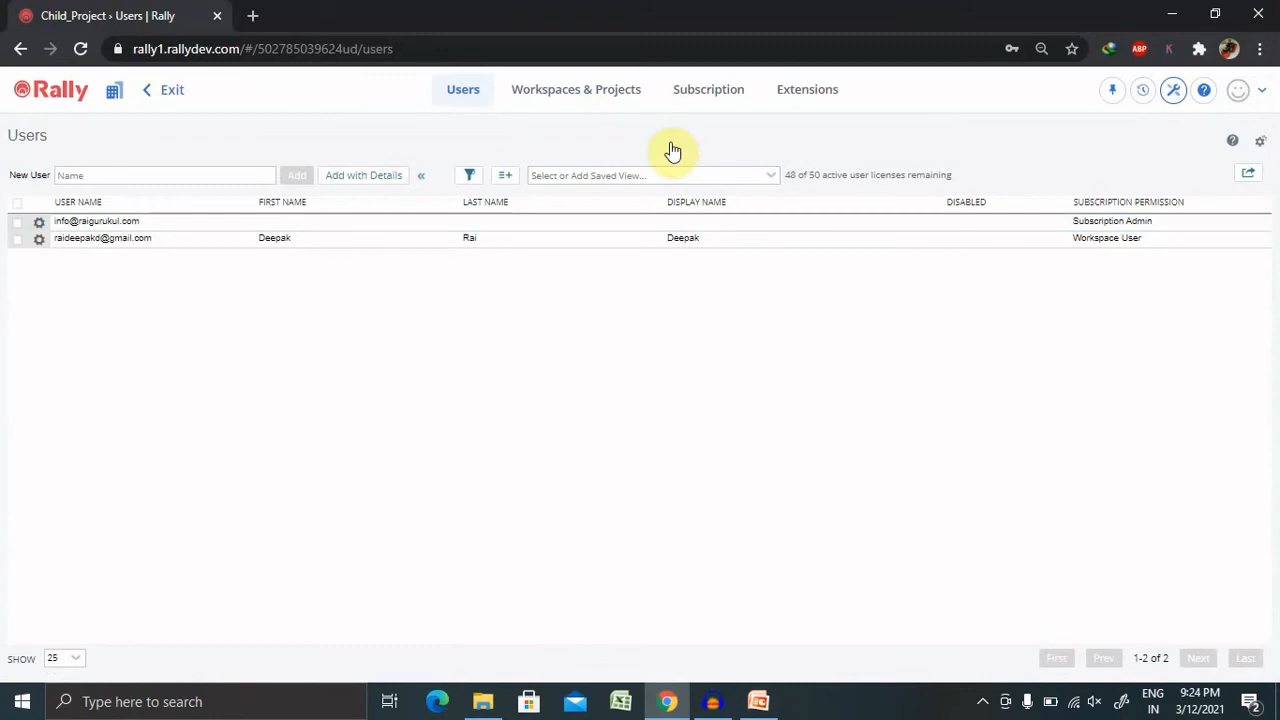 Child_Project › Users | Rally
rally1.rallydev.com/#/502785039624ud/users
ABP
K
Rally
Exit
Users
Workspaces & Projects
Subscription
Extensions
Users
New User
Name
Add
Add with Details
Select or Add Saved View...
48 of 50 active user licenses remaining
USER NAME FIRST NAME LAST NAME DISPLAY NAME DISABLED SUBSCRIPTION PERMISSION
info@raigurukul.com Subscription Admin
raideepakd@gmail.com Deepak Rai Deepak Workspace User
SHOW 25
First Prev 1-2 of 2 Next Last
Type here to search
ENG
IN
9:24 PM
3/12/2021
2